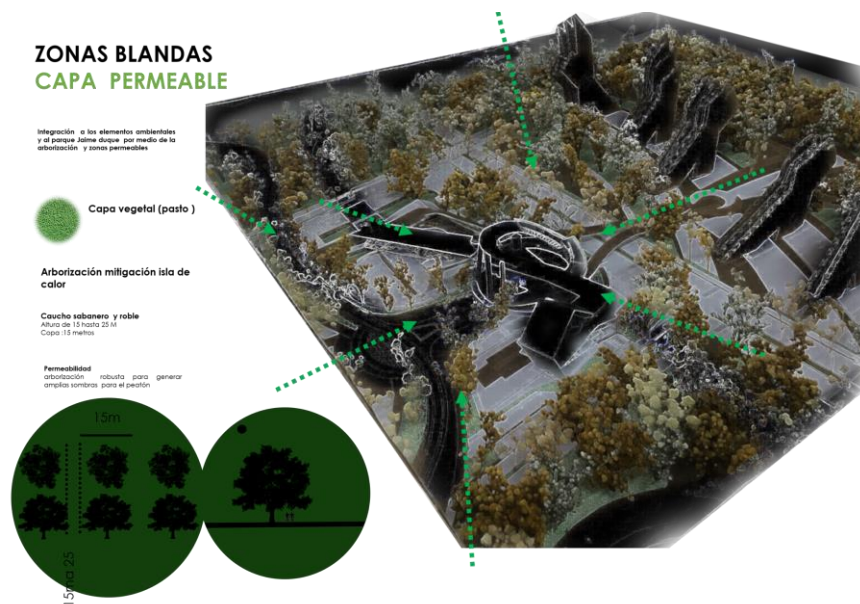 ZONAS BLANDAS
CAPA PERMEABLE
Integración a los elementos ambientales
y al parque Jaime duque por medio de la
arborización y zonas permeables
Capa vegetal (pasto )
Arborización mitigación isla de
calor
Caucho sabanero y roble
Altura de 15 hasta 25 M
Copa :15 metros
Permeabilidad
arborización robusta para generar
amplias sombras para el peatón
15m
15ma 25